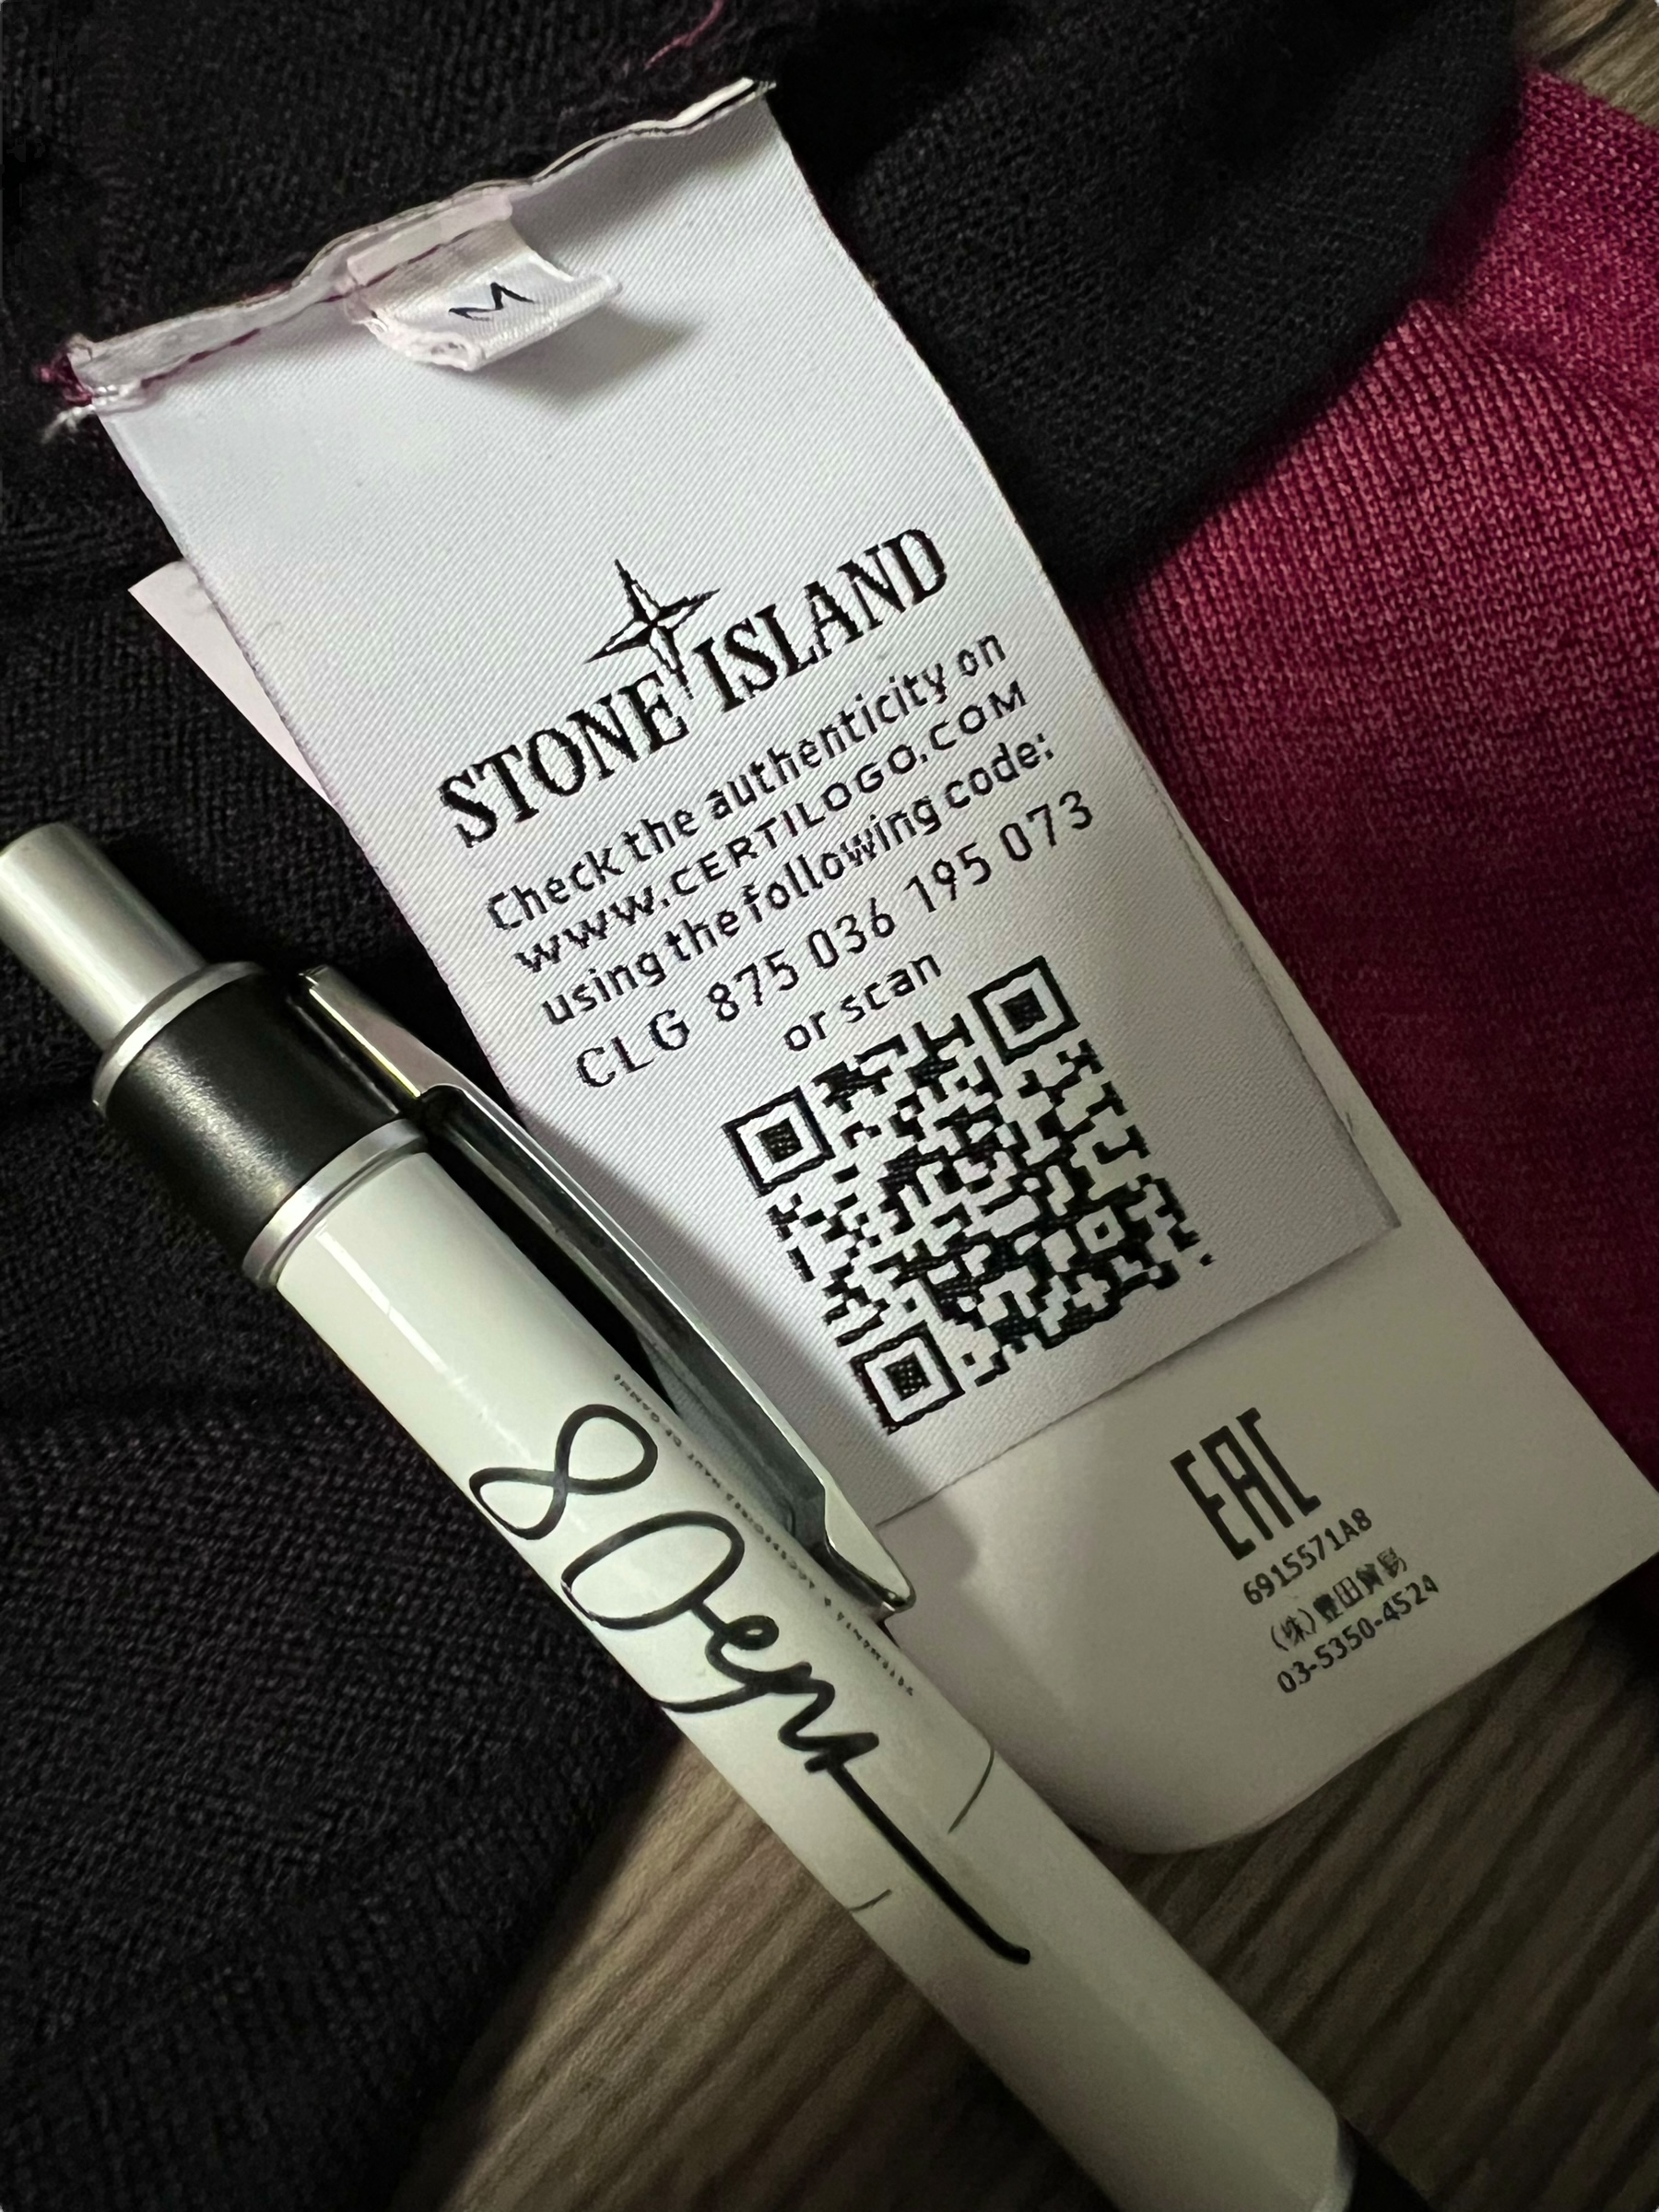 M
STONE ISLAND
Check the authenticity on
WWW.CERTILOGO.COM
using the following code:
CLG 875 036 195 073
or scan
EAC
6915571A8
(株)豊田貿易
03-5350-4524